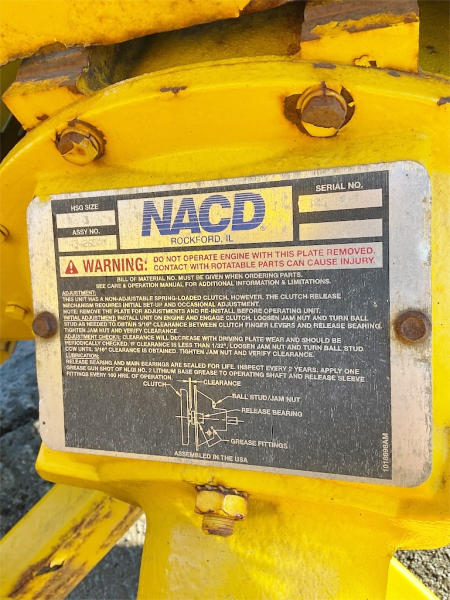 HSG SIZE
3
ASSY NO.
NACD®
ROCKFORD, IL
SERIAL NO.
WARNING: DO NOT OPERATE ENGINE WITH THIS PLATE REMOVED.
CONTACT WITH ROTATABLE PARTS CAN CAUSE INJURY.
BILL OF MATERIAL NO. MUST BE GIVEN WHEN ORDERING PARTS.
SEE CARE & OPERATION MANUAL FOR ADDITIONAL INFORMATION & LIMITATIONS.
ADJUSTMENT:
THIS UNIT HAS A NON-ADJUSTABLE SPRING-LOADED CLUTCH, HOWEVER, THE CLUTCH RELEASE
MECHANISM REQUIRES INITIAL SET-UP AND OCCASIONAL ADJUSTMENT.
NOTE REMOVE THE PLATE FOR ADJUSTMENTS AND RE-INSTALL BEFORE OPERATING UNIT.
INITIAL ADJUSTMENT: INSTALL UNIT ON ENGINE AND ENGAGE CLUTCH, LOOSEN JAM NUT AND TURN BALL
STUD AS NEEDED TO OBTAIN 3/16" CLEARANCE BETWEEN CLUTCH FINGER LEVERS AND RELEASE BEARING.
TIGHTEN JAM NUT AND VERIFY CLEARANCE.
ADJUSTMENT CHECKS: CLEARANCE WILL DECREASE WITH DRIVING PLATE WEAR AND SHOULD BE
PERIODICALLY CHECKED. IF CLEARANCE IS LESS THAN 1/32", LOOSEN JAM NUT AND TURN BALL STUD
CCW UNTIL 3/16" CLEARANCE IS OBTAINED. TIGHTEN JAM NUT AND VERIFY CLEARANCE.
LUBRICATION:
RELEASE BEARING AND MAIN BEARINGS ARE SEALED FOR LIFE. INSPECT EVERY 2 YEARS. APPLY ONE
GREASE GUN SHOT OF NLGI NO. 2 LITHIUM BASE GREASE TO OPERATING SHAFT AND RELEASE SLEEVE
FITTINGS EVERY 100 HRS. OF OPERATION.
CLUTCH
CLEARANCE
BALL STUD/JAM NUT
RELEASE BEARING
GREASE FITTINGS
ASSEMBLED IN THE USA
1018698AM